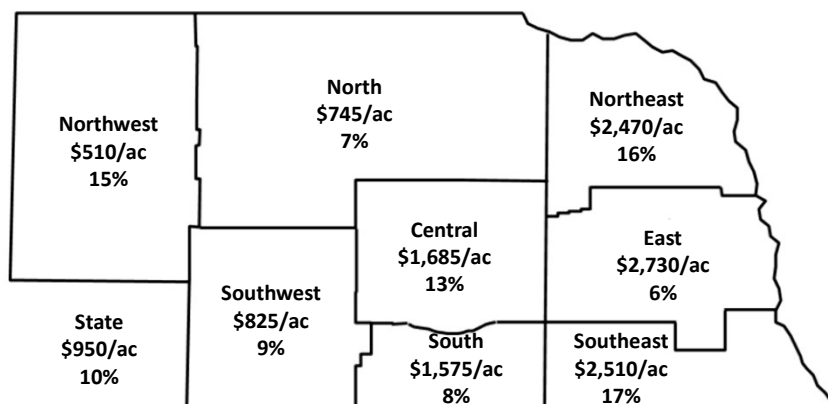 North
$745/ac
7%
Northeast
$2,470/ac
16%
Northwest
$510/ac
15%
Central
$1,685/ac
13%
East
$2,730/ac
6%
Southwest
$825/ac
9%
State
$950/ac
10%
South
$1,575/ac
8%
Southeast
$2,510/ac
17%